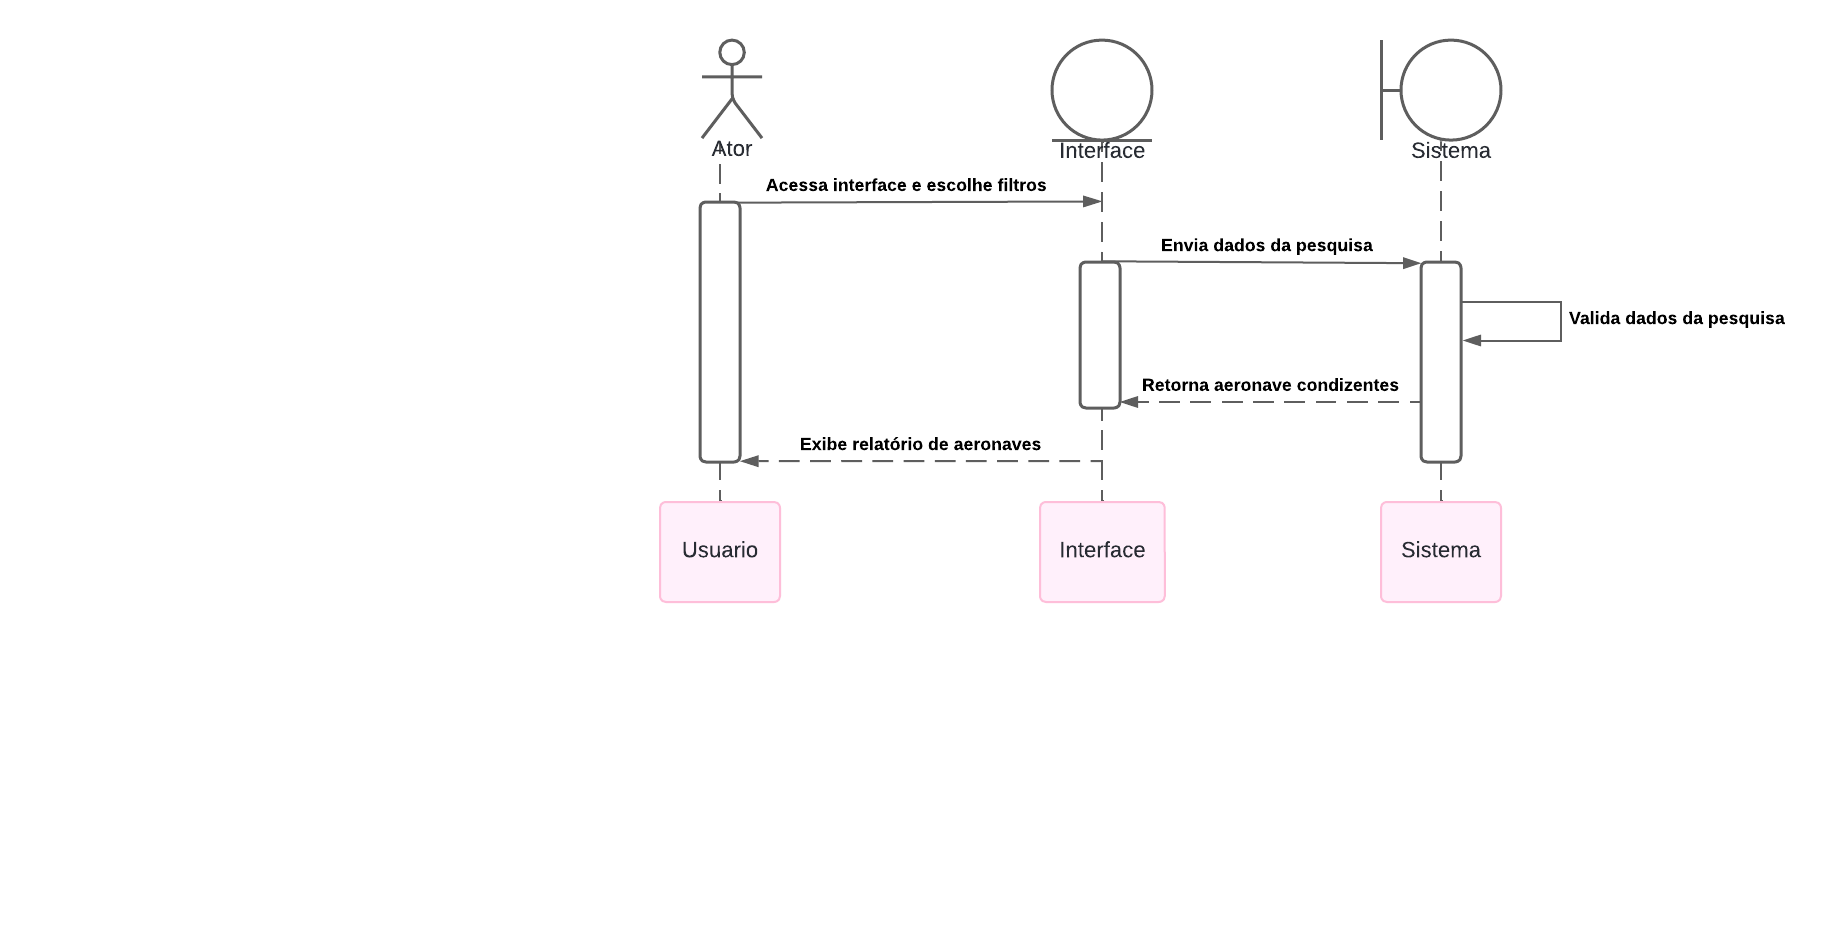 Ator
Interface
Sistema
Acessa interface e escolhe filtros
Envia dados da pesquisa
Valida dados da pesquisa
Retorna aeronave condizentes
Exibe relatório de aeronaves
Usuario
Interface
Sistema